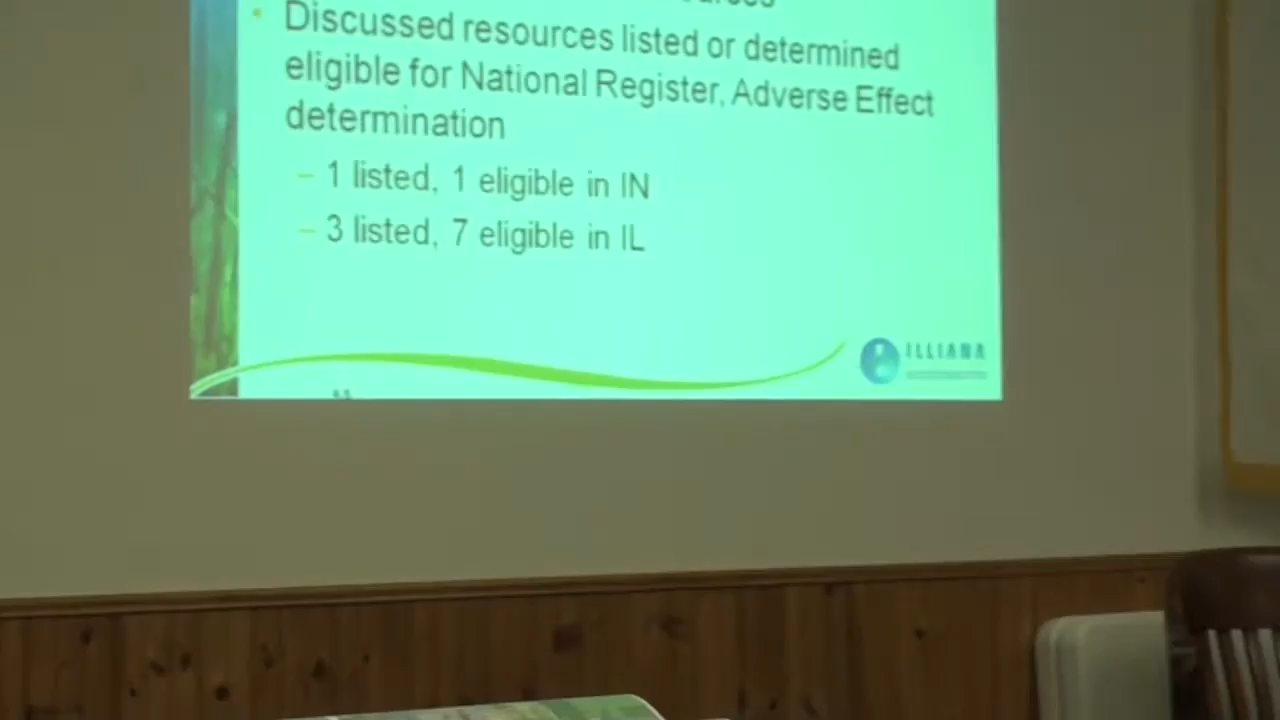 Discussed resources listed or determined
eligible for National Register, Adverse Effect
determination
– 1 listed, 1 eligible in IN
– 3 listed, 7 eligible in IL
ILLIANA